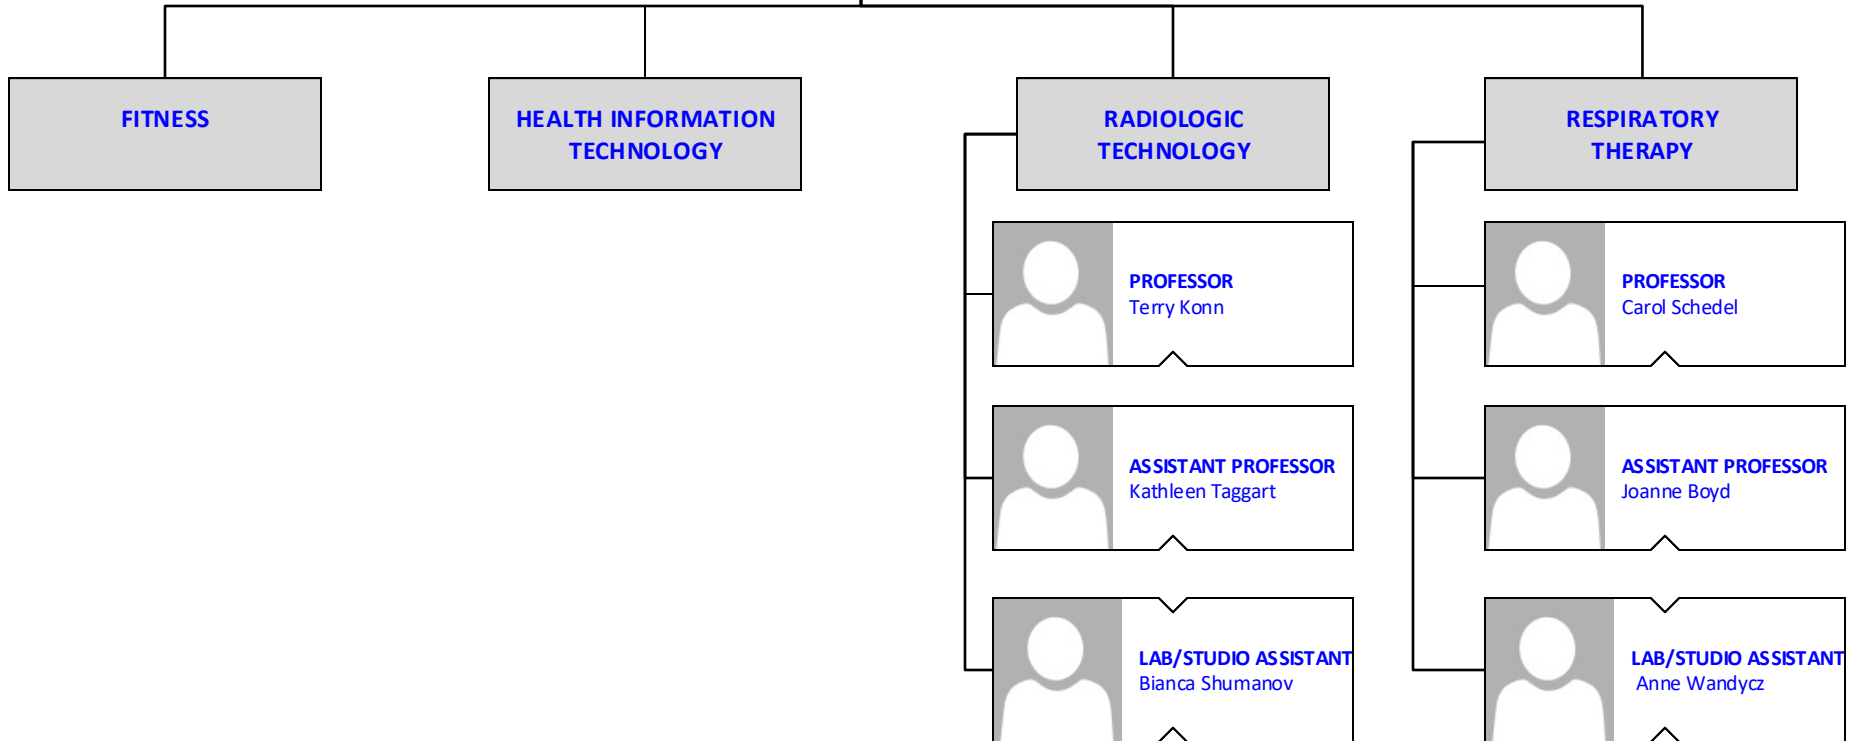 FITNESS
HEALTH INFORMATION
TECHNOLOGY
RADIOLOGIC
TECHNOLOGY
PROFESSOR
Terry Konn
ASSISTANT PROFESSOR
Kathleen Taggart
LAB/STUDIO ASSISTANT
Bianca Shumanov
RESPIRATORY
THERAPY
PROFESSOR
Carol Schedel
ASSISTANT PROFESSOR
Joanne Boyd
LAB/STUDIO ASSISTANT
Anne Wandycz